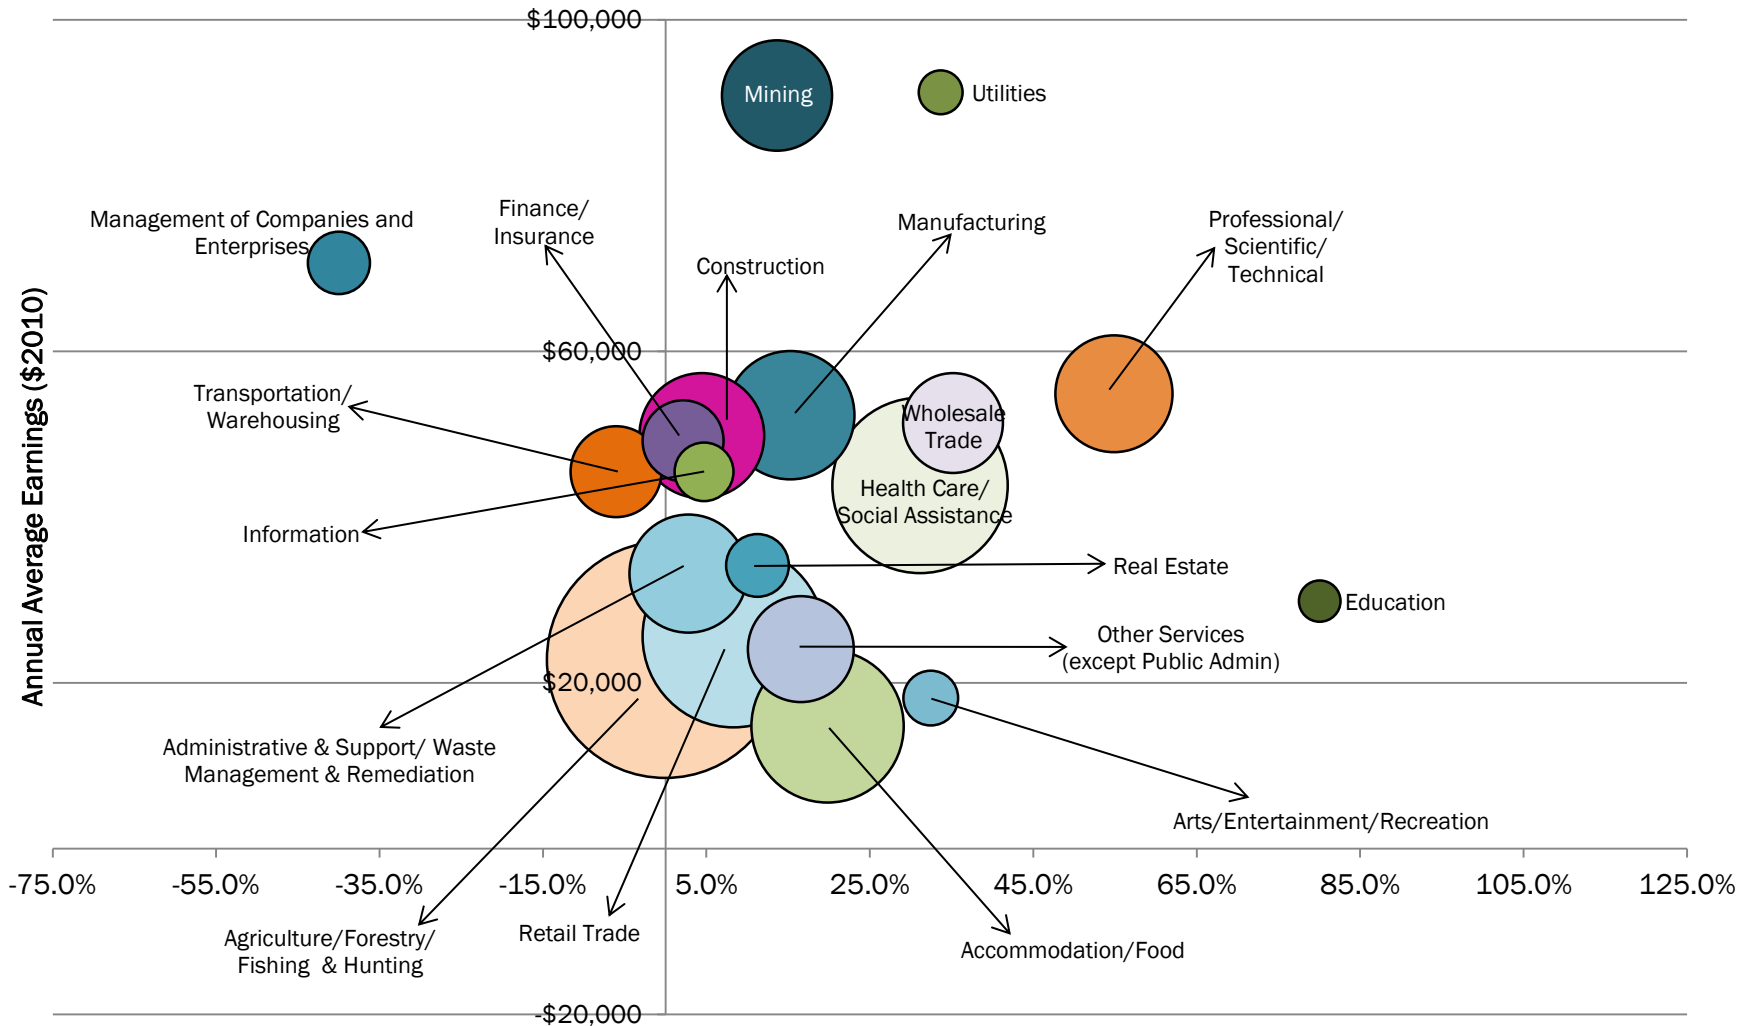 $100,000
Mining
Utilities
Management of Companies and
Enterprises
Finance/
Insurance
Construction
Manufacturing
Professional/
Scientific/
Technical
Annual Average Earnings ($2010)
$60,000
Transportation/
Warehousing
Wholesale
Trade
Health Care/
Social Assistance
Information
Real Estate
Education
Other Services
(except Public Admin)
$20,000
Administrative & Support/ Waste
Management & Remediation
Arts/Entertainment/Recreation
-75.0%
-55.0%
-35.0%
-15.0%
5.0%
25.0%
45.0%
65.0%
85.0%
105.0%
125.0%
Agriculture/Forestry/
Fishing & Hunting
Retail Trade
Accommodation/Food
-$20,000